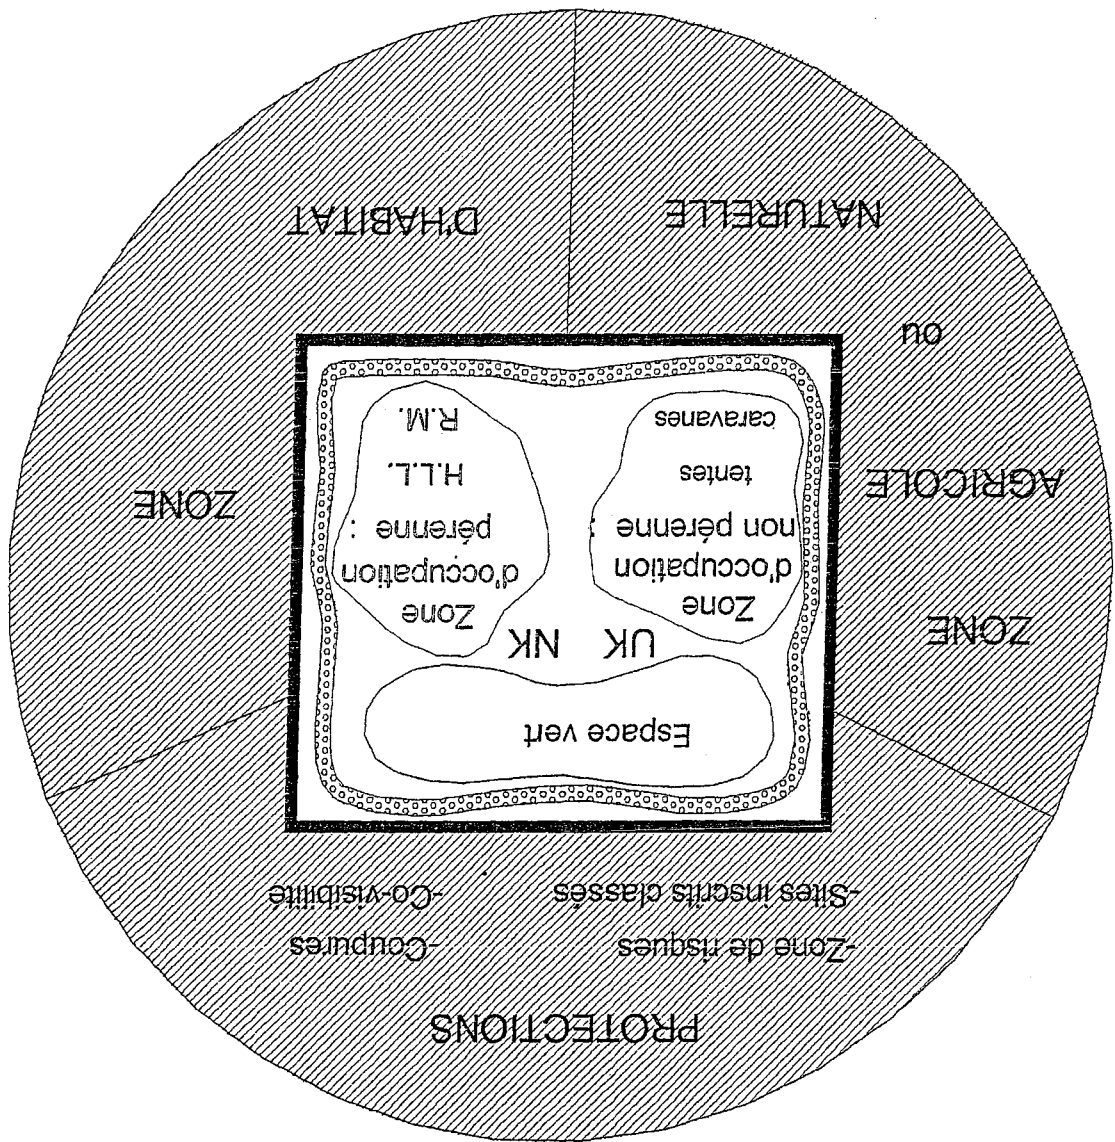 PROTECTIONS
-Zone de risques
-Coupures
-Sites inscrits classés
-Co-visibilité
Espace vert
UK NK
Zone
d'occupation
non pérenne :
tentes
caravanes
Zone
d'occupation
pérenne :
H.L.L.
R.M.
ZONE
AGRICOLE
ou
NATURELLE
ZONE
D'HABITAT